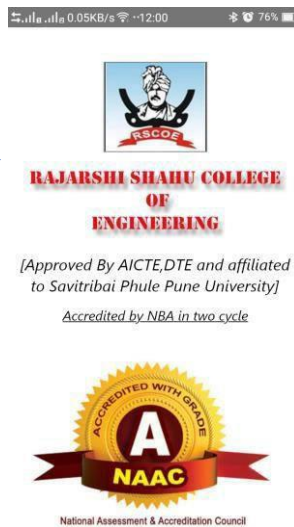 0.05KB/s ··12:00 76%
RSCOE
RAJARSHI SHAHU COLLEGE
OF
ENGINEERING
[Approved By AICTE,DTE and affiliated
to Savitribai Phule Pune University]
Accredited by NBA in two cycle
ACCREDITED WITH GRADE
A
NAAC
National Assessment & Accreditation Council